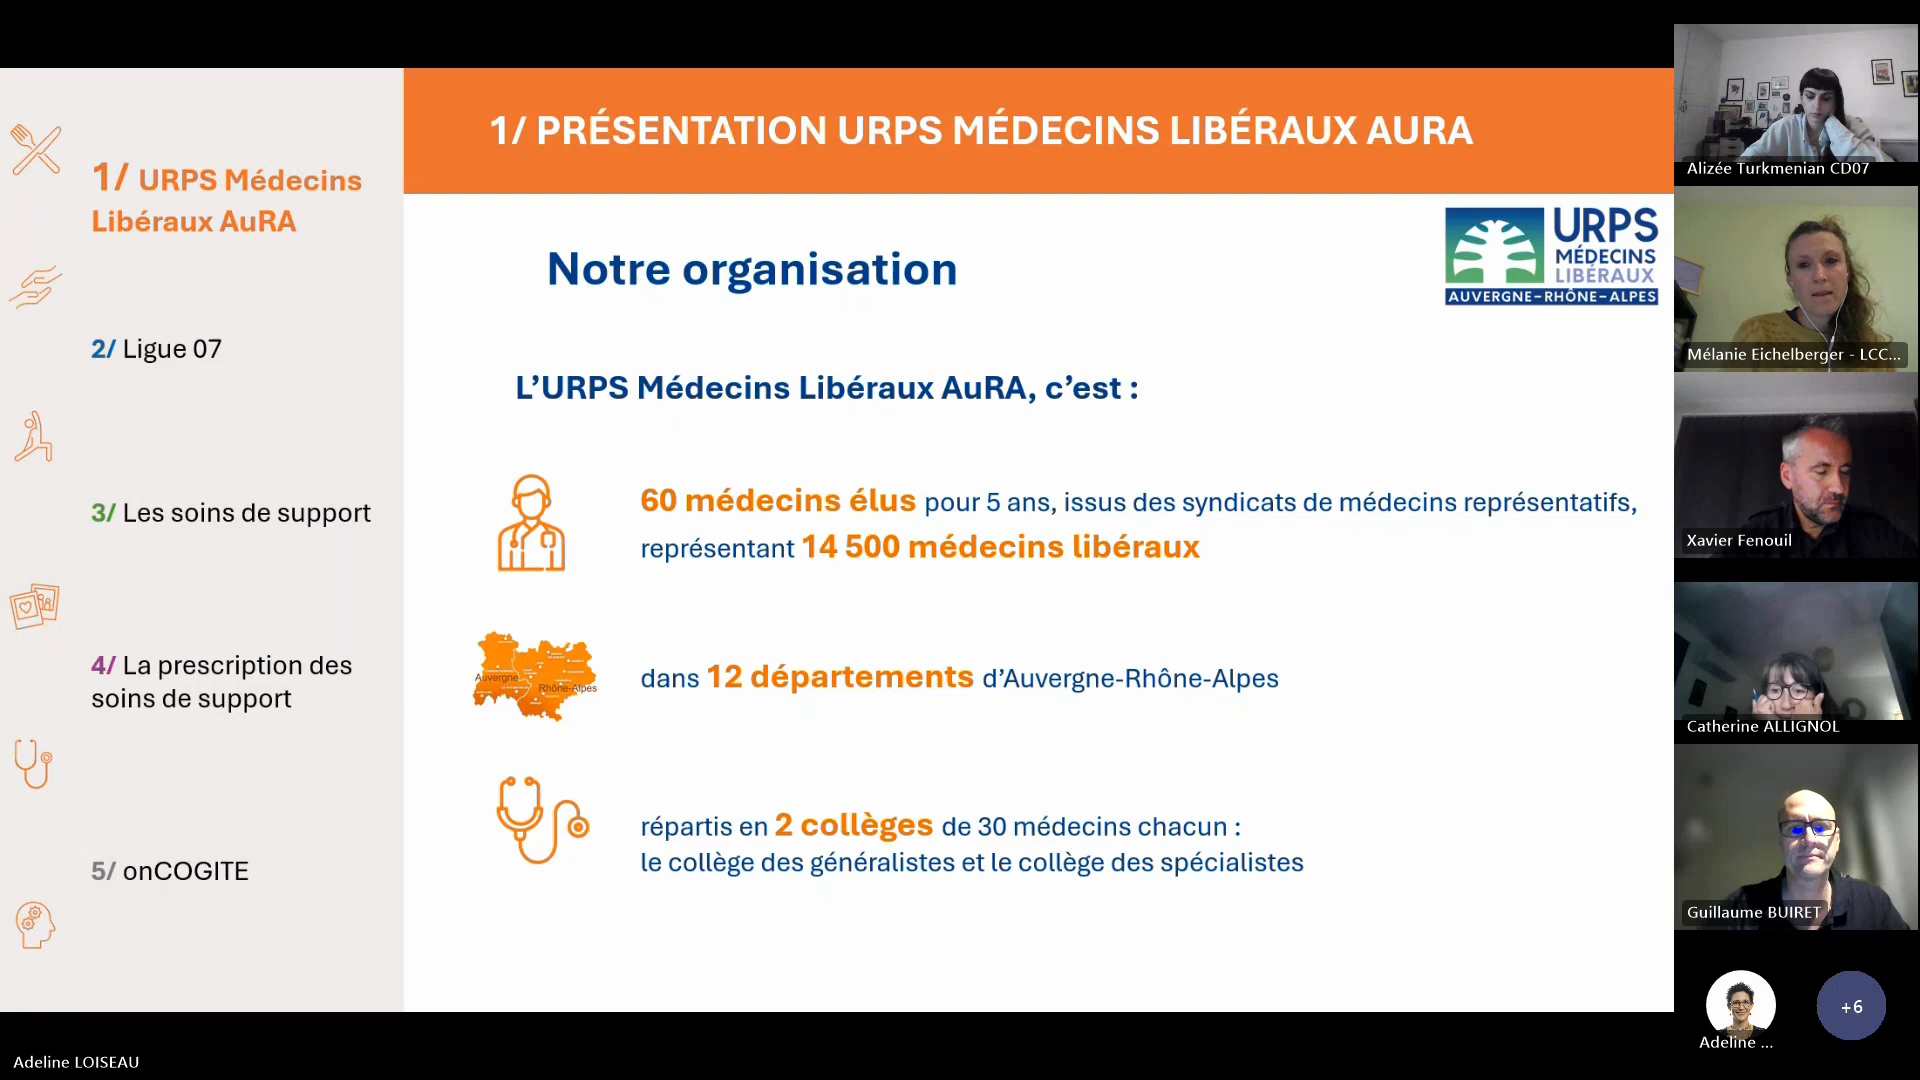 1/ URPS Médecins
Libéraux AuRA
2/ Ligue 07
3/ Les soins de support
4/ La prescription des
soins de support
5/ onCOGITE
1/ PRÉSENTATION URPS MÉDECINS LIBÉRAUX AURA
URPS
MÉDECINS
LIBÉRAUX
AUVERGNE-RHÔNE-ALPES
Notre organisation
L’URPS Médecins Libéraux AuRA, c’est :
60 médecins élus pour 5 ans, issus des syndicats de médecins représentatifs,
représentant 14 500 médecins libéraux
Auvergne
Rhône-Alpes
dans 12 départements d’Auvergne-Rhône-Alpes
répartis en 2 collèges de 30 médecins chacun :
le collège des généralistes et le collège des spécialistes
Alizée Turkmenian CD07
Mélanie Eichelberger - LCC...
Xavier Fenouil
Catherine ALLIGNOL
Guillaume BUIRET
Adeline ...
+6
Adeline LOISEAU